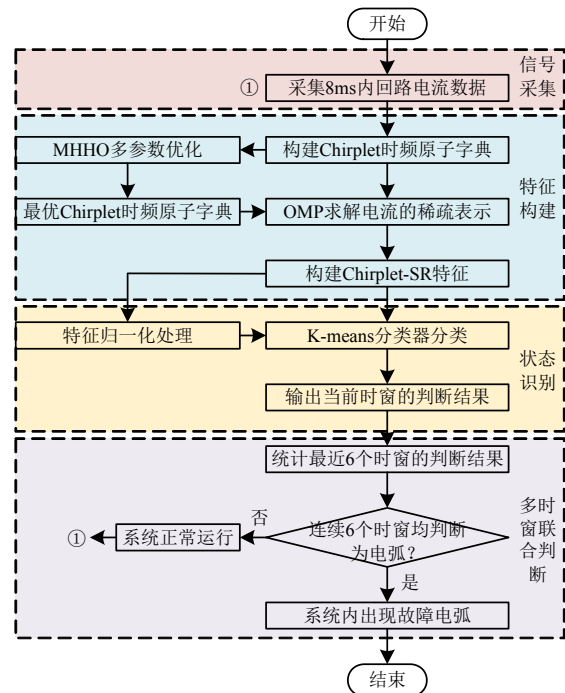 开始
信号
采集
①
采集8ms内回路电流数据
MHHO多参数优化
构建Chirplet时频原子字典
特征
构建
最优Chirplet时频原子字典
OMP求解电流的稀疏表示
构建Chirplet-SR特征
特征归一化处理
K-means分类器分类
状态
识别
输出当前时窗的判断结果
统计最近6个时窗的判断结果
多时
窗联
合判
断
①
系统正常运行
否
连续6个时窗均判断
为电弧？
是
系统内出现故障电弧
结束